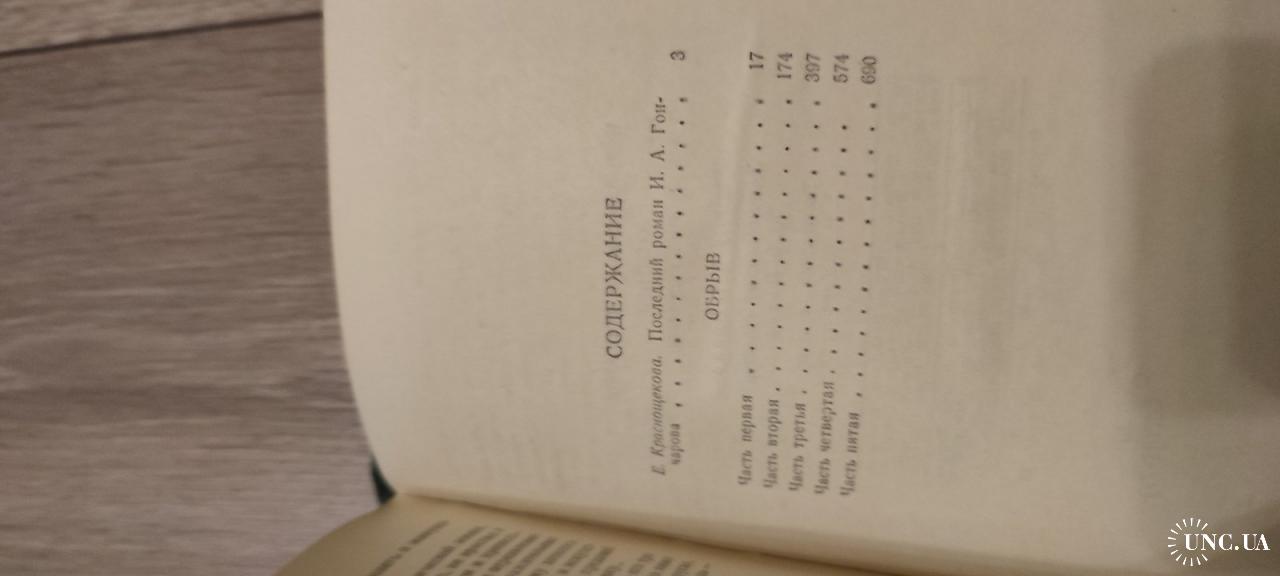 СОДЕРЖАНИЕ
Е. Краснощекова. Последний роман И. А. Гон-
чарова . . . . . . . . . . . . . . . 3
ОБРЫВ
Часть первая . . . . . . . . . . . . . 17
Часть вторая . . . . . . . . . . . . . 174
Часть третья . . . . . . . . . . . . . 397
Часть четвертая . . . . . . . . . . . . 574
Часть пятая . . . . . . . . . . . . . 690
UNC.UA